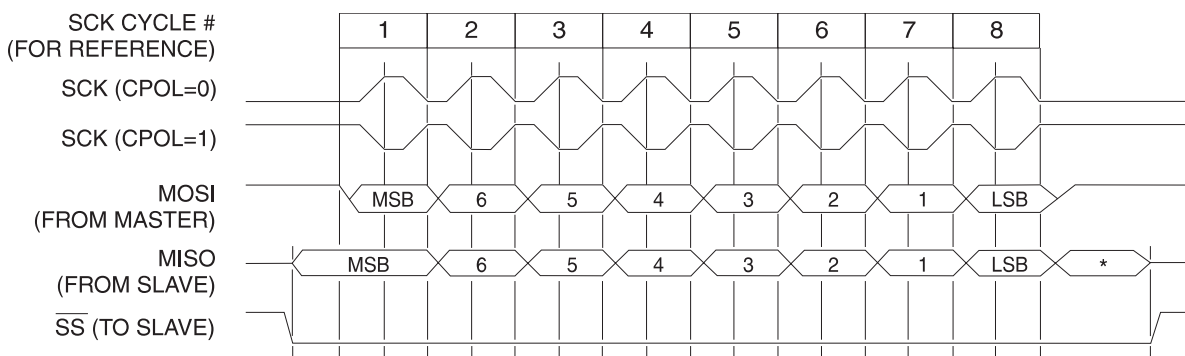 SCK CYCLE # 1 2 3 4 5 6 7 8
(FOR REFERENCE)
SCK (CPOL=0)
SCK (CPOL=1)
MOSI MSB 6 5 4 3 2 1 LSB
(FROM MASTER)
MISO MSB 6 5 4 3 2 1 LSB *
(FROM SLAVE)
SS (TO SLAVE)